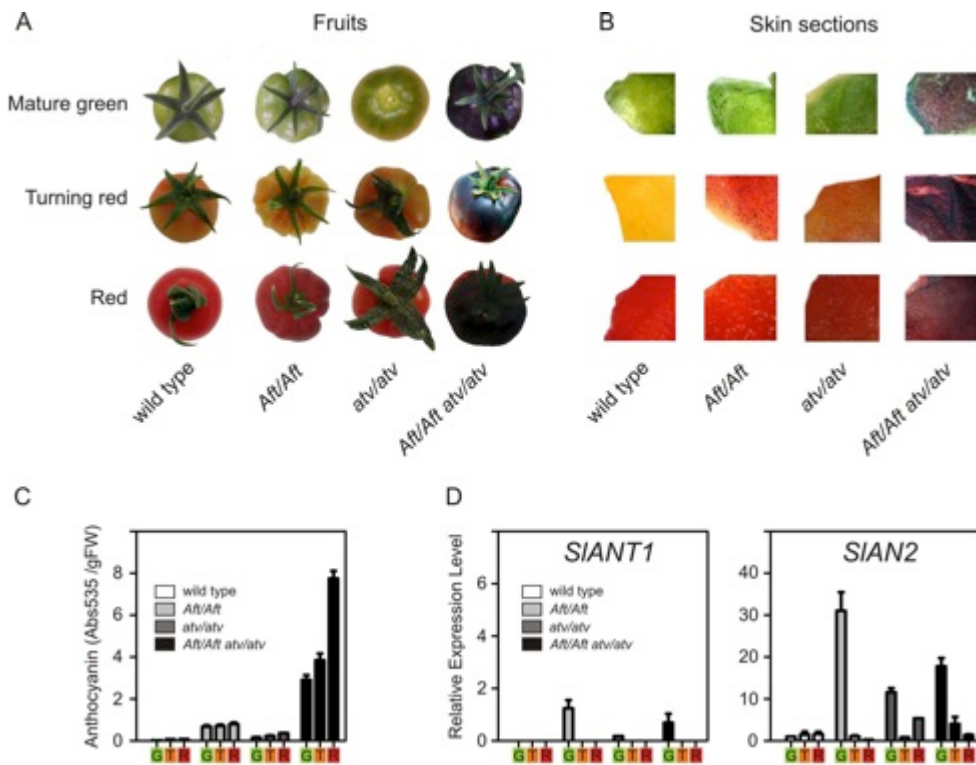 A
Fruits
B
Skin sections
Mature green
Turning red
Red
wild type
Aft/Aft
atv/atv
Aft/Aft atv/atv
wild type
Aft/Aft
atv/atv
Aft/Aft atv/atv
C
Anthocyanin (Abs535 /gFW)
8
6
4
2
0
wild type
Aft/Aft
atv/atv
Aft/Aft atv/atv
G T R G T R G T R G T R
D
Relative Expression Level
SlANT1
6
4
2
0
wild type
Aft/Aft
atv/atv
Aft/Aft atv/atv
G T R G T R G T R G T R
SlAN2
40
30
20
10
0
G T R G T R G T R G T R